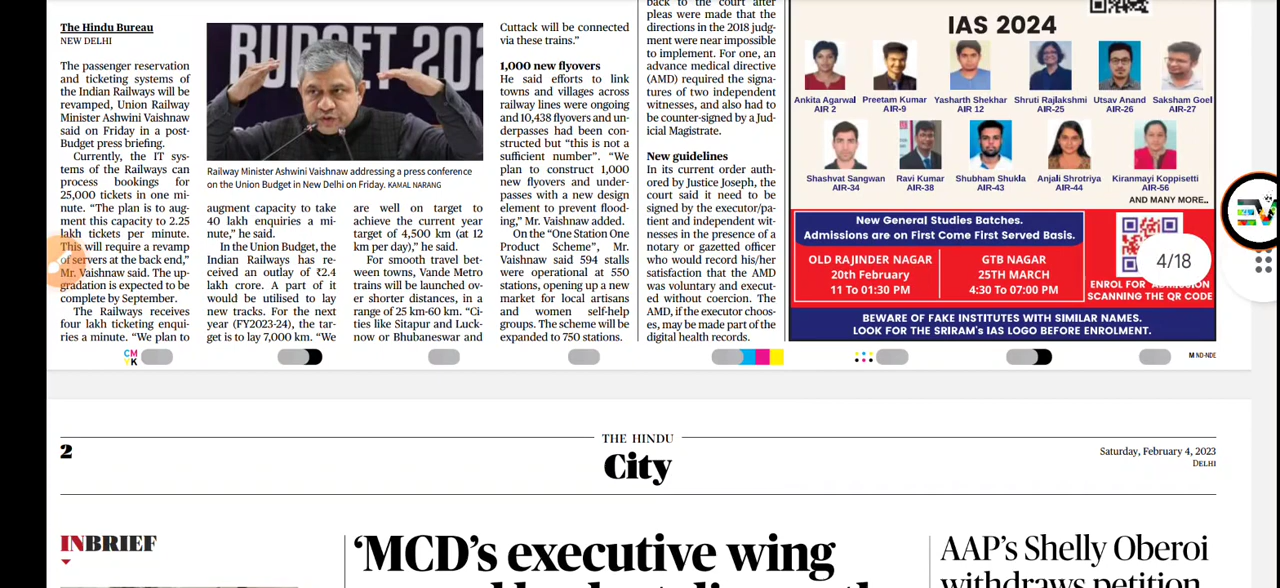 The Hindu Bureau
NEW DELHI
The passenger reservation
and ticketing systems of
the Indian Railways will be
revamped, Union Railway
Minister Ashwini Vaishnaw
said on Friday in a post-
Budget press briefing.
Currently, the IT sys-
tems of the Railways can
process bookings for
25,000 tickets in one mi-
nute. “The plan is to aug-
ment this capacity to 2.25
lakh tickets per minute.
This will require a revamp
of servers at the back end,”
Mr. Vaishnaw said. The up-
gradation is expected to be
complete by September.
The Railways receives
four lakh ticketing enqui-
ries a minute. “We plan to
BUDGET 202
Railway Minister Ashwini Vaishnaw addressing a press conference
on the Union Budget in New Delhi on Friday. KAMAL NARANG
augment capacity to take
40 lakh enquiries a mi-
nute,” he said.
In the Union Budget, the
Indian Railways has re-
ceived an outlay of ₹2.4
lakh crore. A part of it
would be utilised to lay
new tracks. For the next
year (FY2023-24), the tar-
get is to lay 7,000 km. “We
are well on target to
achieve the current year
target of 4,500 km (at 12
km per day),” he said.
For smooth travel bet-
ween towns, Vande Metro
trains will be launched ov-
er shorter distances, in a
range of 25 km-60 km. “Ci-
ties like Sitapur and Luck-
now or Bhubaneswar and
Cuttack will be connected
via these trains.”
1,000 new flyovers
He said efforts to link
towns and villages across
railway lines were ongoing
and 10,438 flyovers and un-
derpasses had been con-
structed but “this is not a
sufficient number”. “We
plan to construct 1,000
new flyovers and under-
passes with a new design
element to prevent flood-
ing,” Mr. Vaishnaw added.
On the “One Station One
Product Scheme”, Mr.
Vaishnaw said 594 stalls
were operational at 550
stations, opening up a new
market for local artisans
and women self-help
groups. The scheme will be
expanded to 750 stations.
back to the court after
pleas were made that the
directions in the 2018 judg-
ment were near impossible
to implement. For one, an
advance medical directive
(AMD) required the signa-
tures of two independent
witnesses, and also had to
be counter-signed by a Jud-
icial Magistrate.
New guidelines
In its current order auth-
ored by Justice Joseph, the
court said it need to be
signed by the executor/pa-
tient and independent wit-
nesses in the presence of a
notary or gazetted officer
who would record his/her
satisfaction that the AMD
was voluntary and execut-
ed without coercion. The
AMD, if the executor choos-
es, may be made part of the
digital health records.
IAS 2024
Ankita Agarwal Preetam Kumar Yasharth Shekhar Shruti Rajlakshmi Utsav Anand Saksham Goel
AIR 2 AIR-9 AIR 12 AIR-25 AIR-26 AIR-27
Shashvat Sangwan Ravi Kumar Shubham Shukla Anjali Shrotriya Kiranmayi Koppisetti
AIR-34 AIR-38 AIR-43 AIR-44 AIR-56
AND MANY MORE..
New General Studies Batches.
Admissions are on First Come First Served Basis.
OLD RAJINDER NAGAR
20th February
11 To 01:30 PM
GTB NAGAR
25TH MARCH
4:30 TO 07:00 PM
4/18
ENROL FOR ADMISSION
SCANNING THE QR CODE
BEWARE OF FAKE INSTITUTES WITH SIMILAR NAMES.
LOOK FOR THE SRIRAM's IAS LOGO BEFORE ENROLMENT.
CM
YK
M ND-NDE
2
THE HINDU
City
Saturday, February 4, 2023
DELHI
INBRIEF
‘MCD’s executive wing
AAP’s Shelly Oberoi
withdraws petition